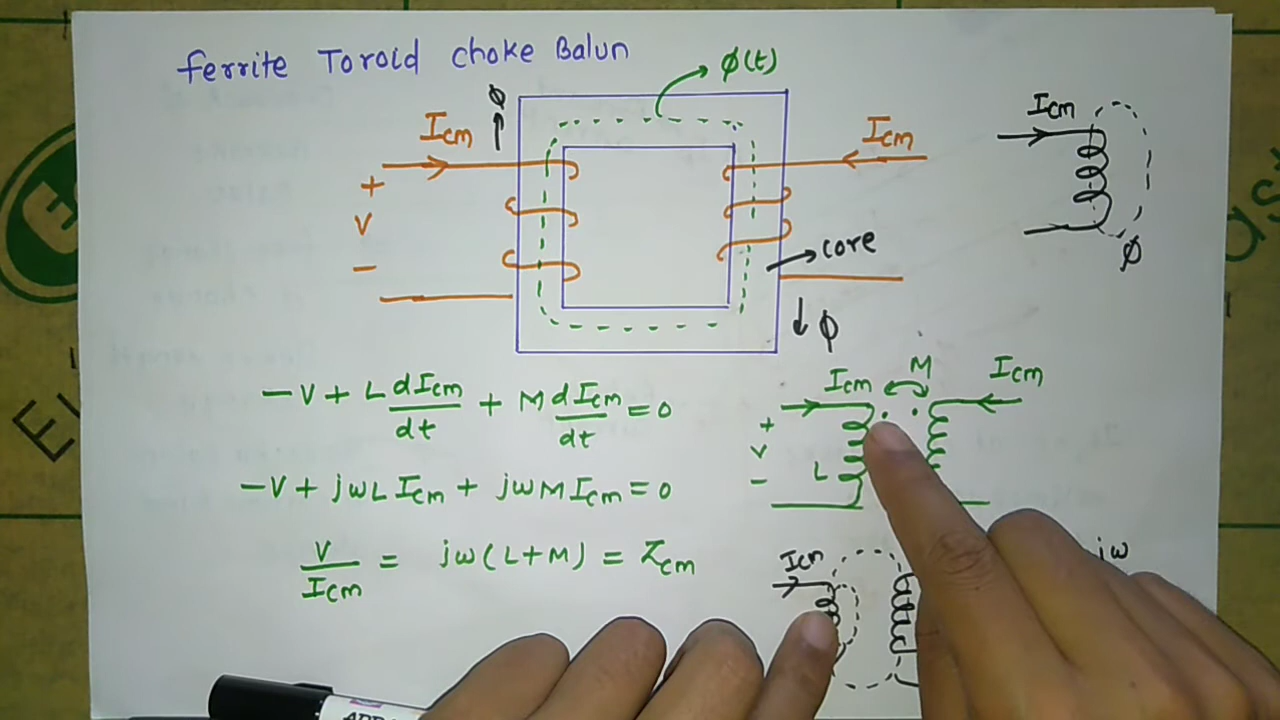 ferrite Toroid choke Balun
ϕ(t)
ϕ
Icm
Icm
Icm
+
V
−
core
ϕ
ϕ
−V + L dIcm/dt + M dIcm/dt = 0
Icm
M
Icm
+
V
−
L
−V + jωL Icm + jωM Icm = 0
V/Icm = jω(L+M) = Zcm
Icm
jω